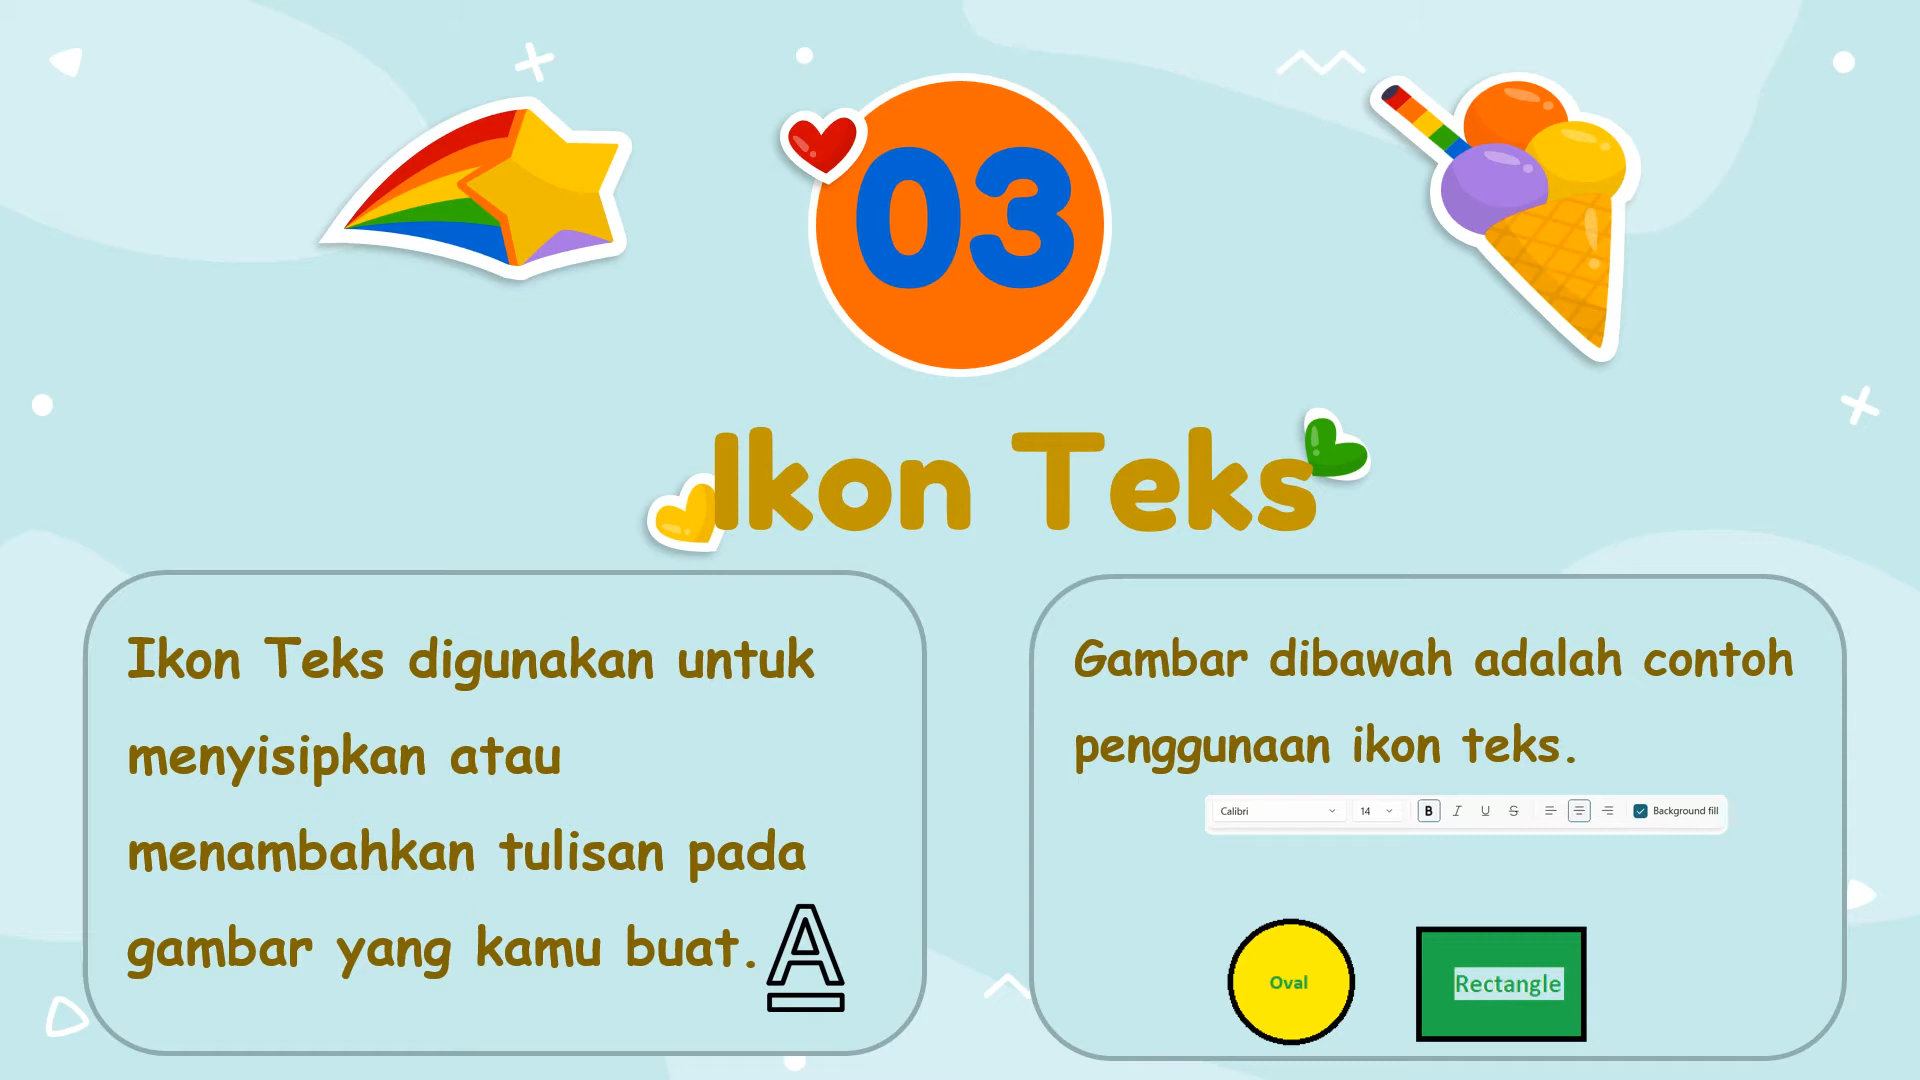 03
Ikon Teks
Ikon Teks digunakan untuk
menyisipkan atau
menambahkan tulisan pada
gambar yang kamu buat.
A
Gambar dibawah adalah contoh
penggunaan ikon teks.
Calibri 14 B I U S Background fill
Oval
Rectangle